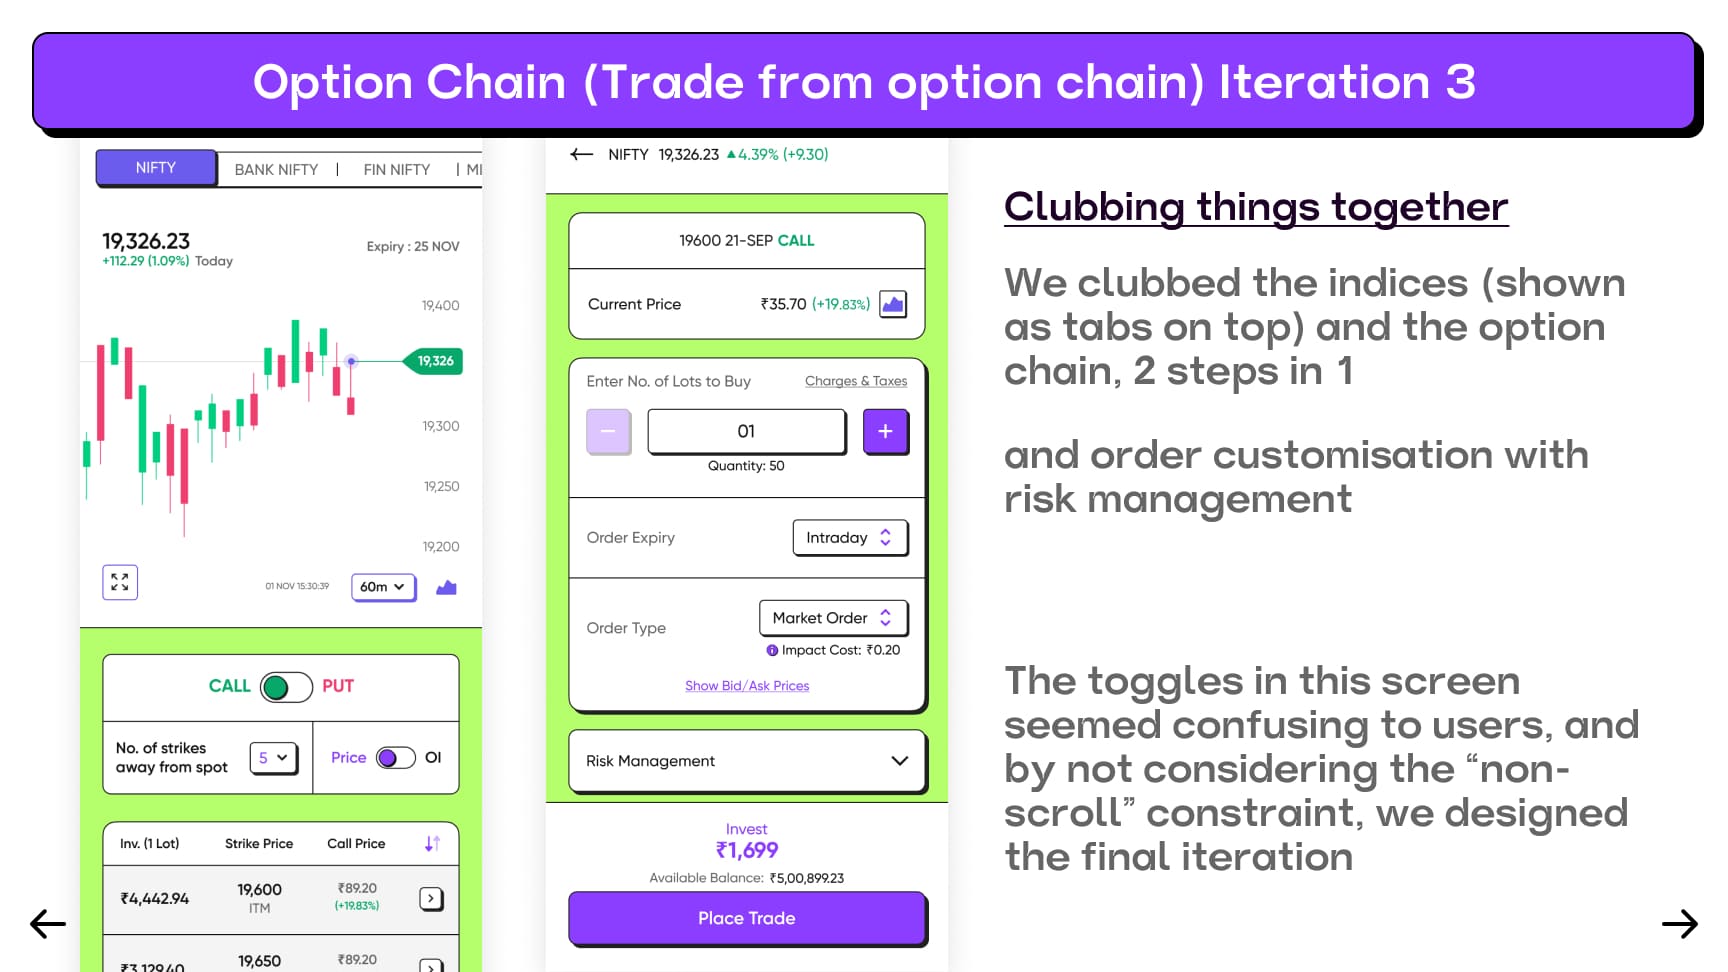 Option Chain (Trade from option chain) Iteration 3
NIFTY
BANK NIFTY
FIN NIFTY
19,326.23
+112.29 (1.09%) Today
Expiry : 25 NOV
19,400
19,326
19,300
19,250
19,200
01 NOV 15:30:39
60m
CALL
PUT
No. of strikes
away from spot
5
Price
OI
Inv. (1 Lot)
Strike Price
Call Price
₹4,442.94
19,600
ITM
₹89.20
(+19.83%)
₹3,129.40
19,650
₹89.20
NIFTY 19,326.23 ▲4.39% (+9.30)
19600 21-SEP CALL
Current Price
₹35.70 (+19.83%)
Enter No. of Lots to Buy
Charges & Taxes
−
01
+
Quantity: 50
Order Expiry
Intraday
Order Type
Market Order
Impact Cost: ₹0.20
Show Bid/Ask Prices
Risk Management
Invest
₹1,699
Available Balance: ₹5,00,899.23
Place Trade
Clubbing things together
We clubbed the indices (shown
as tabs on top) and the option
chain, 2 steps in 1
and order customisation with
risk management
The toggles in this screen
seemed confusing to users, and
by not considering the “non-
scroll” constraint, we designed
the final iteration